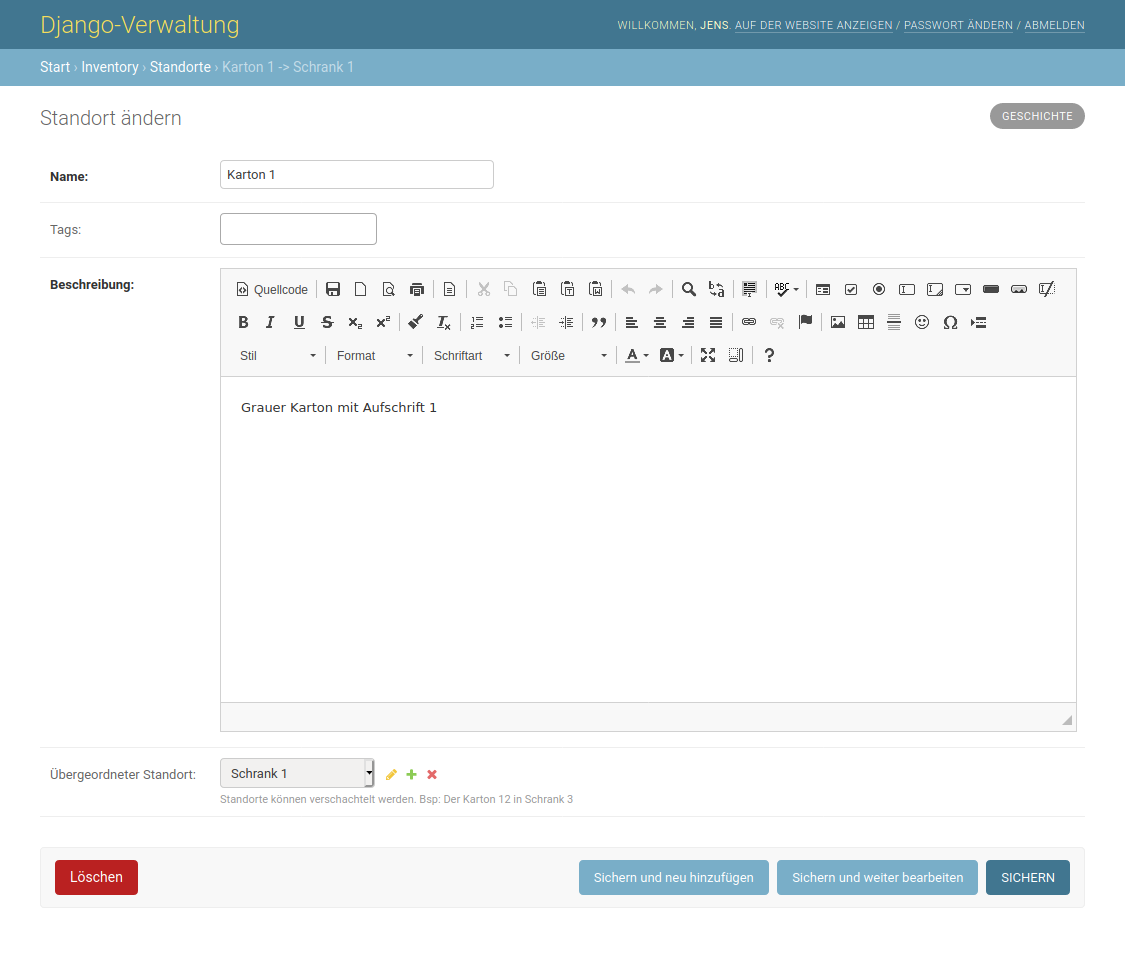 Django-Verwaltung
WILLKOMMEN, JENS. AUF DER WEBSITE ANZEIGEN / PASSWORT ÄNDERN / ABMELDEN
Start › Inventory › Standorte › Karton 1 -> Schrank 1
Standort ändern
GESCHICHTE
Name:
Karton 1
Tags:
Beschreibung:
Quellcode
Stil
Format
Schriftart
Größe
Grauer Karton mit Aufschrift 1
Übergeordneter Standort:
Schrank 1
Standorte können verschachtelt werden. Bsp: Der Karton 12 in Schrank 3
Löschen
Sichern und neu hinzufügen
Sichern und weiter bearbeiten
SICHERN